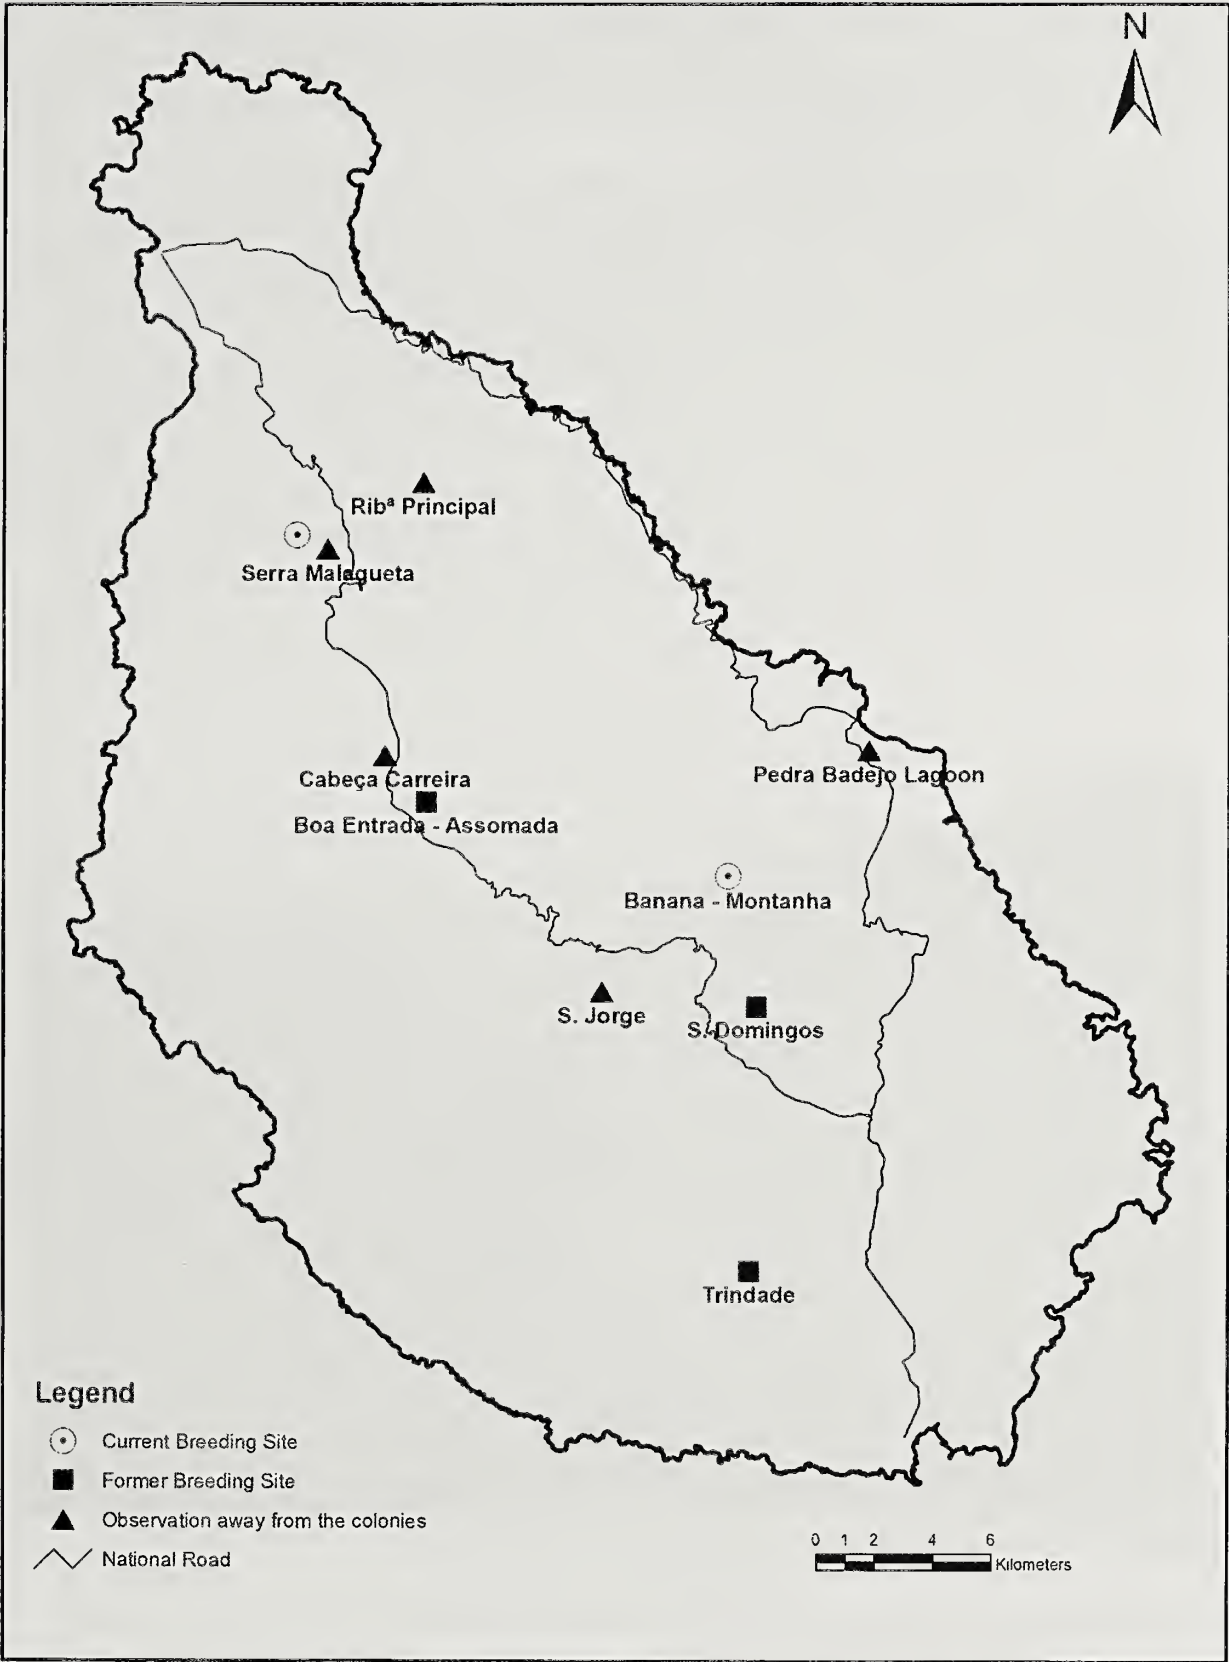 N
Ribª Principal
Serra Malagueta
Cabeça Carreira
Pedra Badejo Lagoon
Boa Entrada - Assomada
Banana - Montanha
S. Jorge
S. Domingos
Trindade
Legend
Current Breeding Site
Former Breeding Site
Observation away from the colonies
National Road
0 1 2 4 6
Kilometers